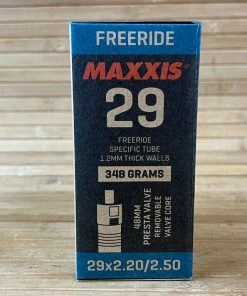 FREERIDE
MAXXIS
29
FREERIDE
SPECIFIC TUBE
1.2MM THICK WALLS
348 GRAMS
48MM
PRESTA VALVE
REMOVABLE
VALVE CORE
29x2.20/2.50